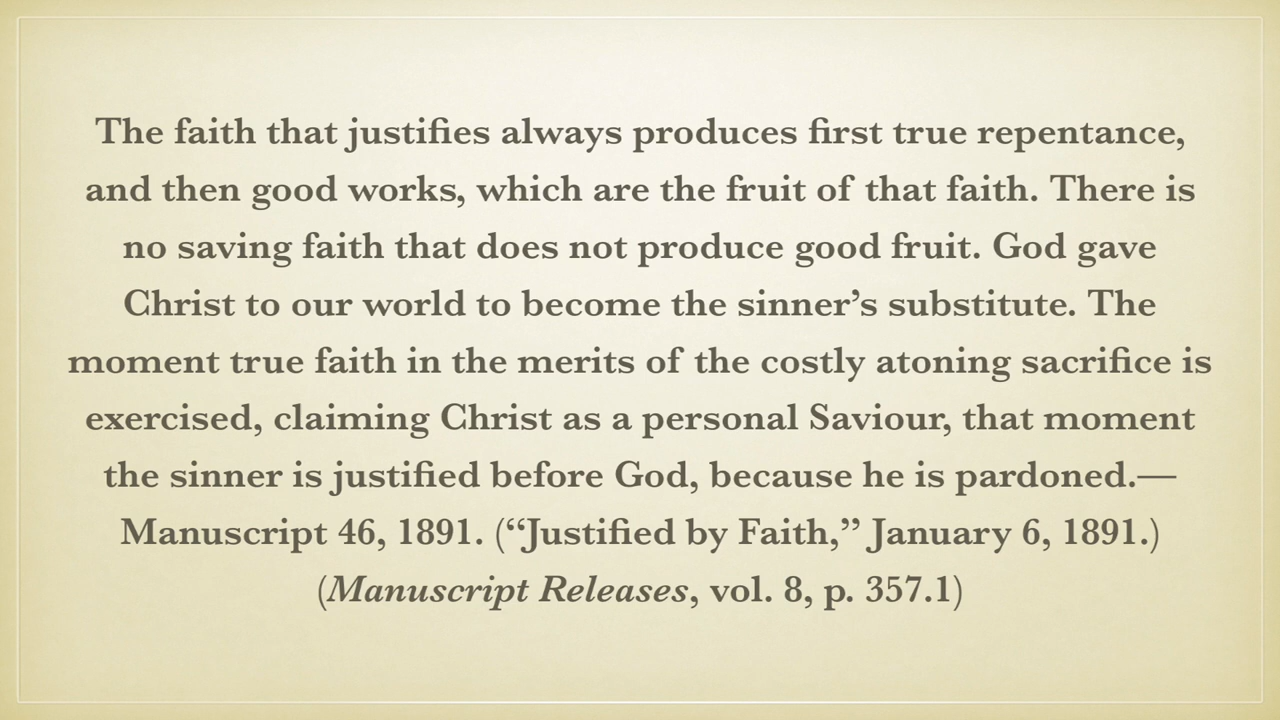 The faith that justifies always produces first true repentance,
and then good works, which are the fruit of that faith. There is
no saving faith that does not produce good fruit. God gave
Christ to our world to become the sinner’s substitute. The
moment true faith in the merits of the costly atoning sacrifice is
exercised, claiming Christ as a personal Saviour, that moment
the sinner is justified before God, because he is pardoned.—
Manuscript 46, 1891. (“Justified by Faith,” January 6, 1891.)
(Manuscript Releases, vol. 8, p. 357.1)